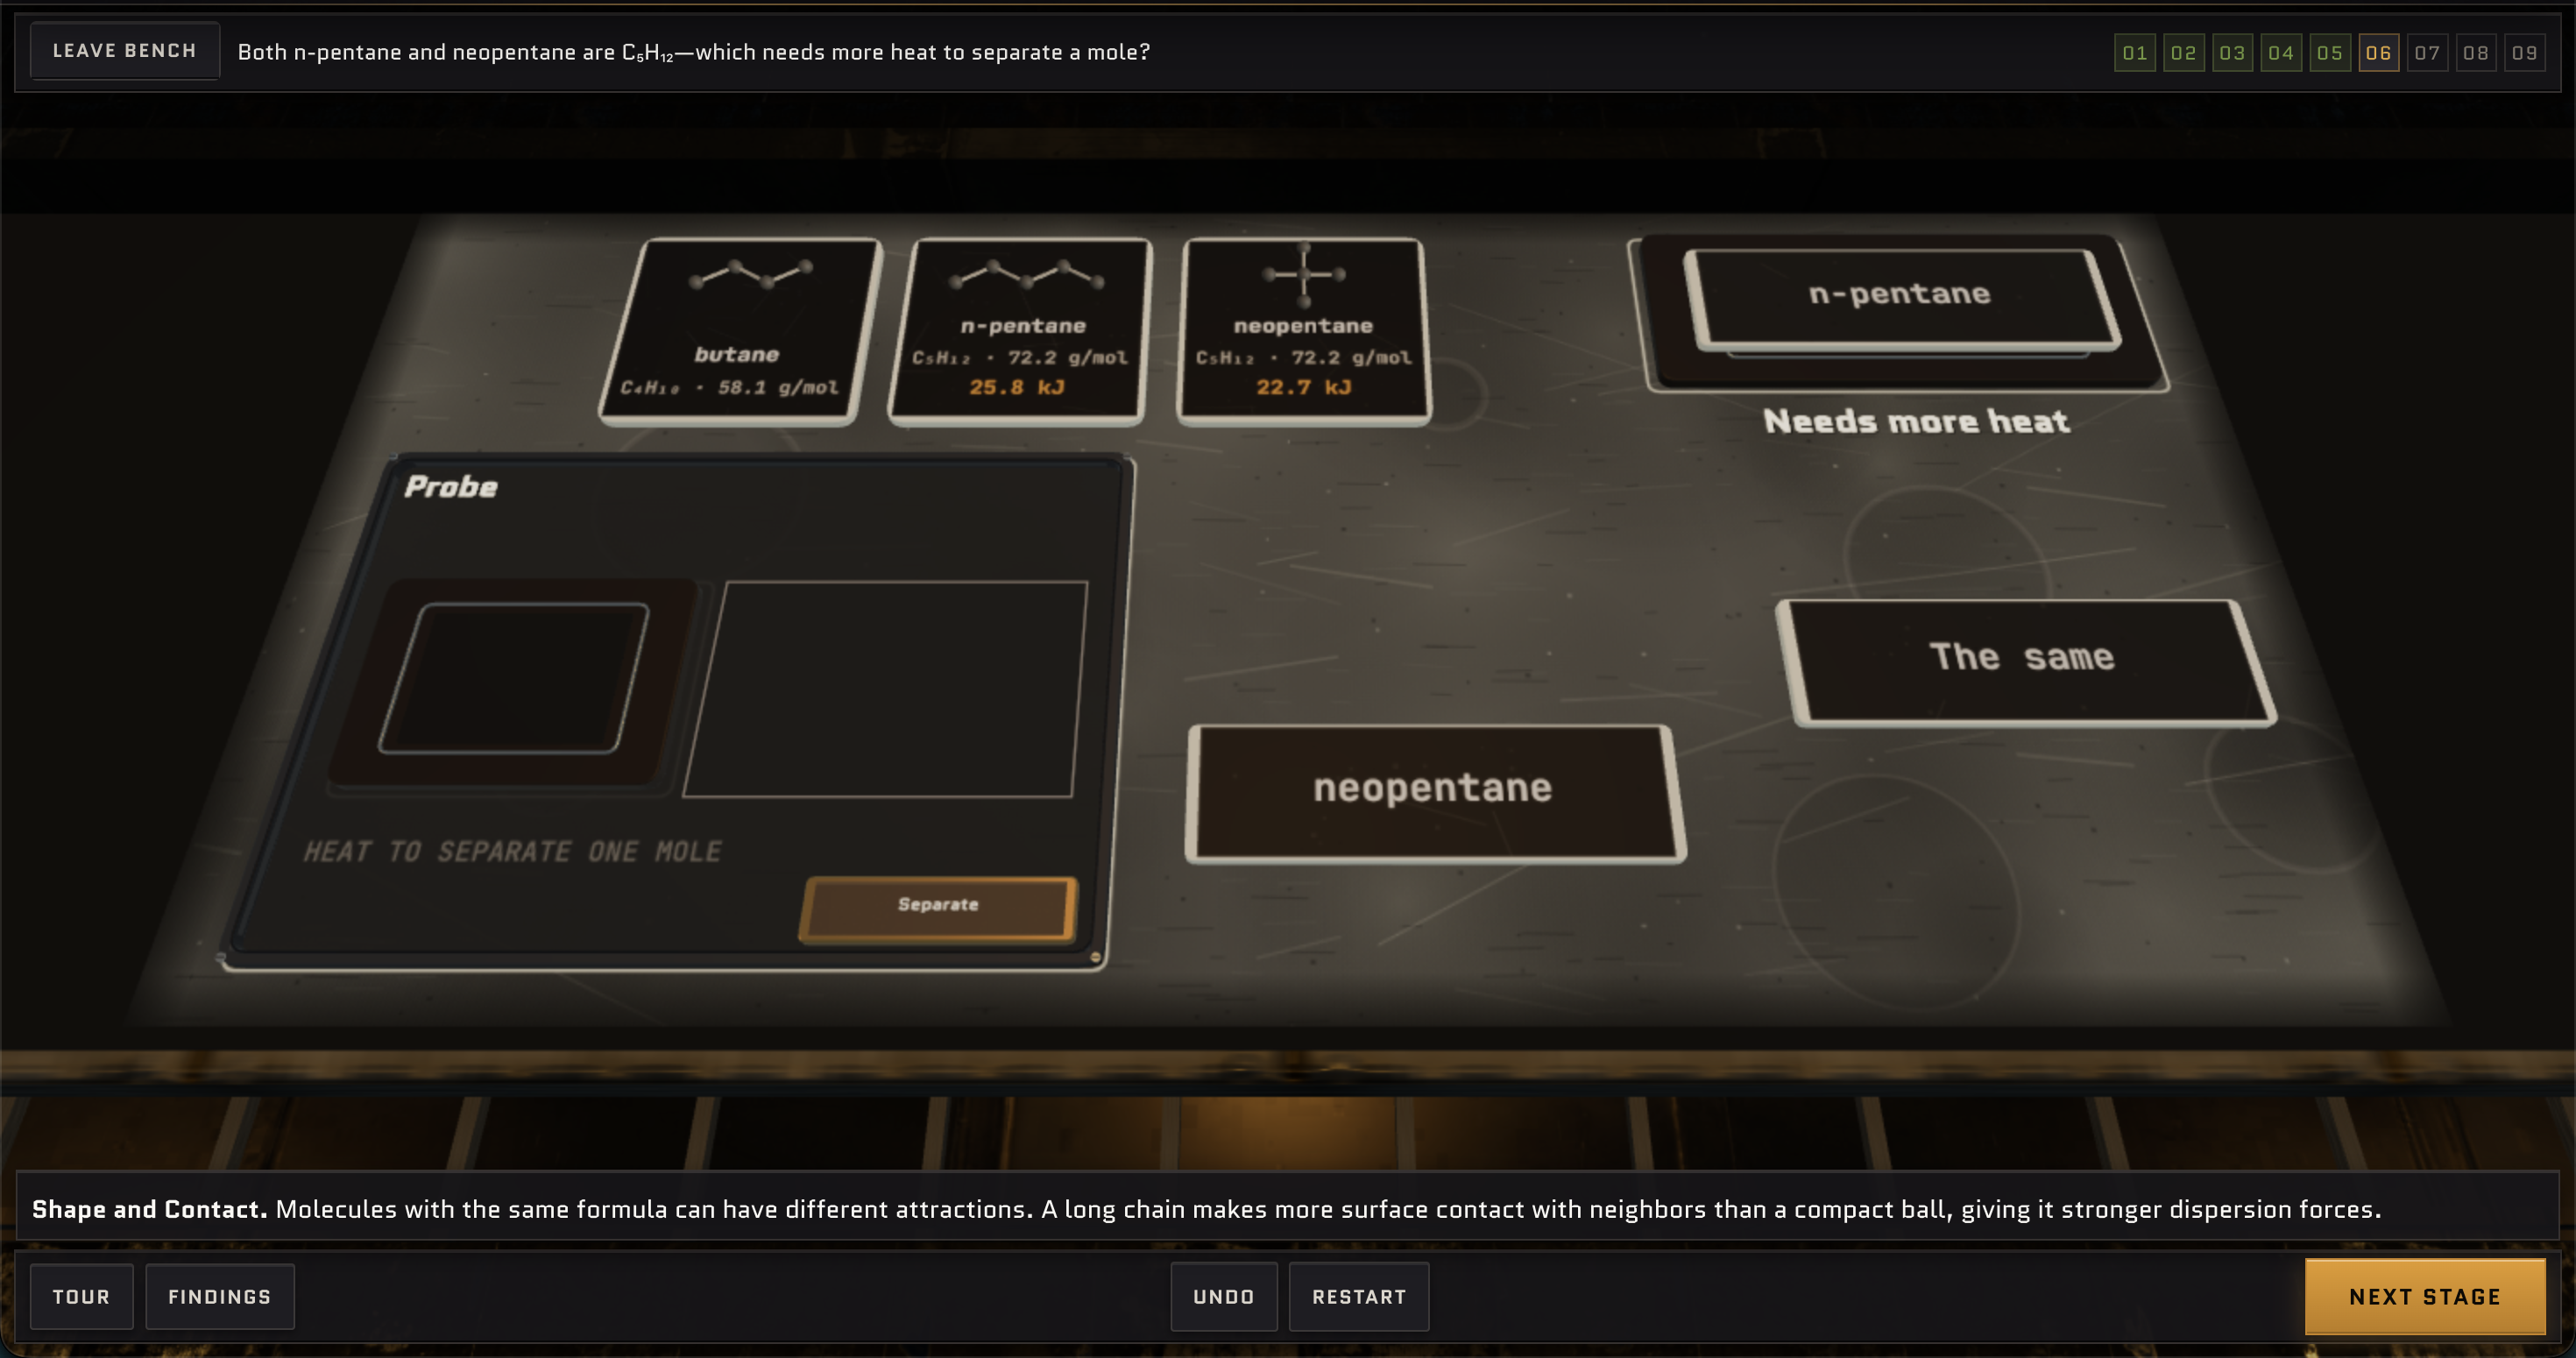 LEAVE BENCH
Both n-pentane and neopentane are C₅H₁₂—which needs more heat to separate a mole?
01 02 03 04 05 06 07 08 09
butane
C₄H₁₀ · 58.1 g/mol
n-pentane
C₅H₁₂ · 72.2 g/mol
25.8 kJ
neopentane
C₅H₁₂ · 72.2 g/mol
22.7 kJ
n-pentane
Needs more heat
Probe
The same
neopentane
HEAT TO SEPARATE ONE MOLE
Separate
Shape and Contact. Molecules with the same formula can have different attractions. A long chain makes more surface contact with neighbors than a compact ball, giving it stronger dispersion forces.
TOUR
FINDINGS
UNDO
RESTART
NEXT STAGE